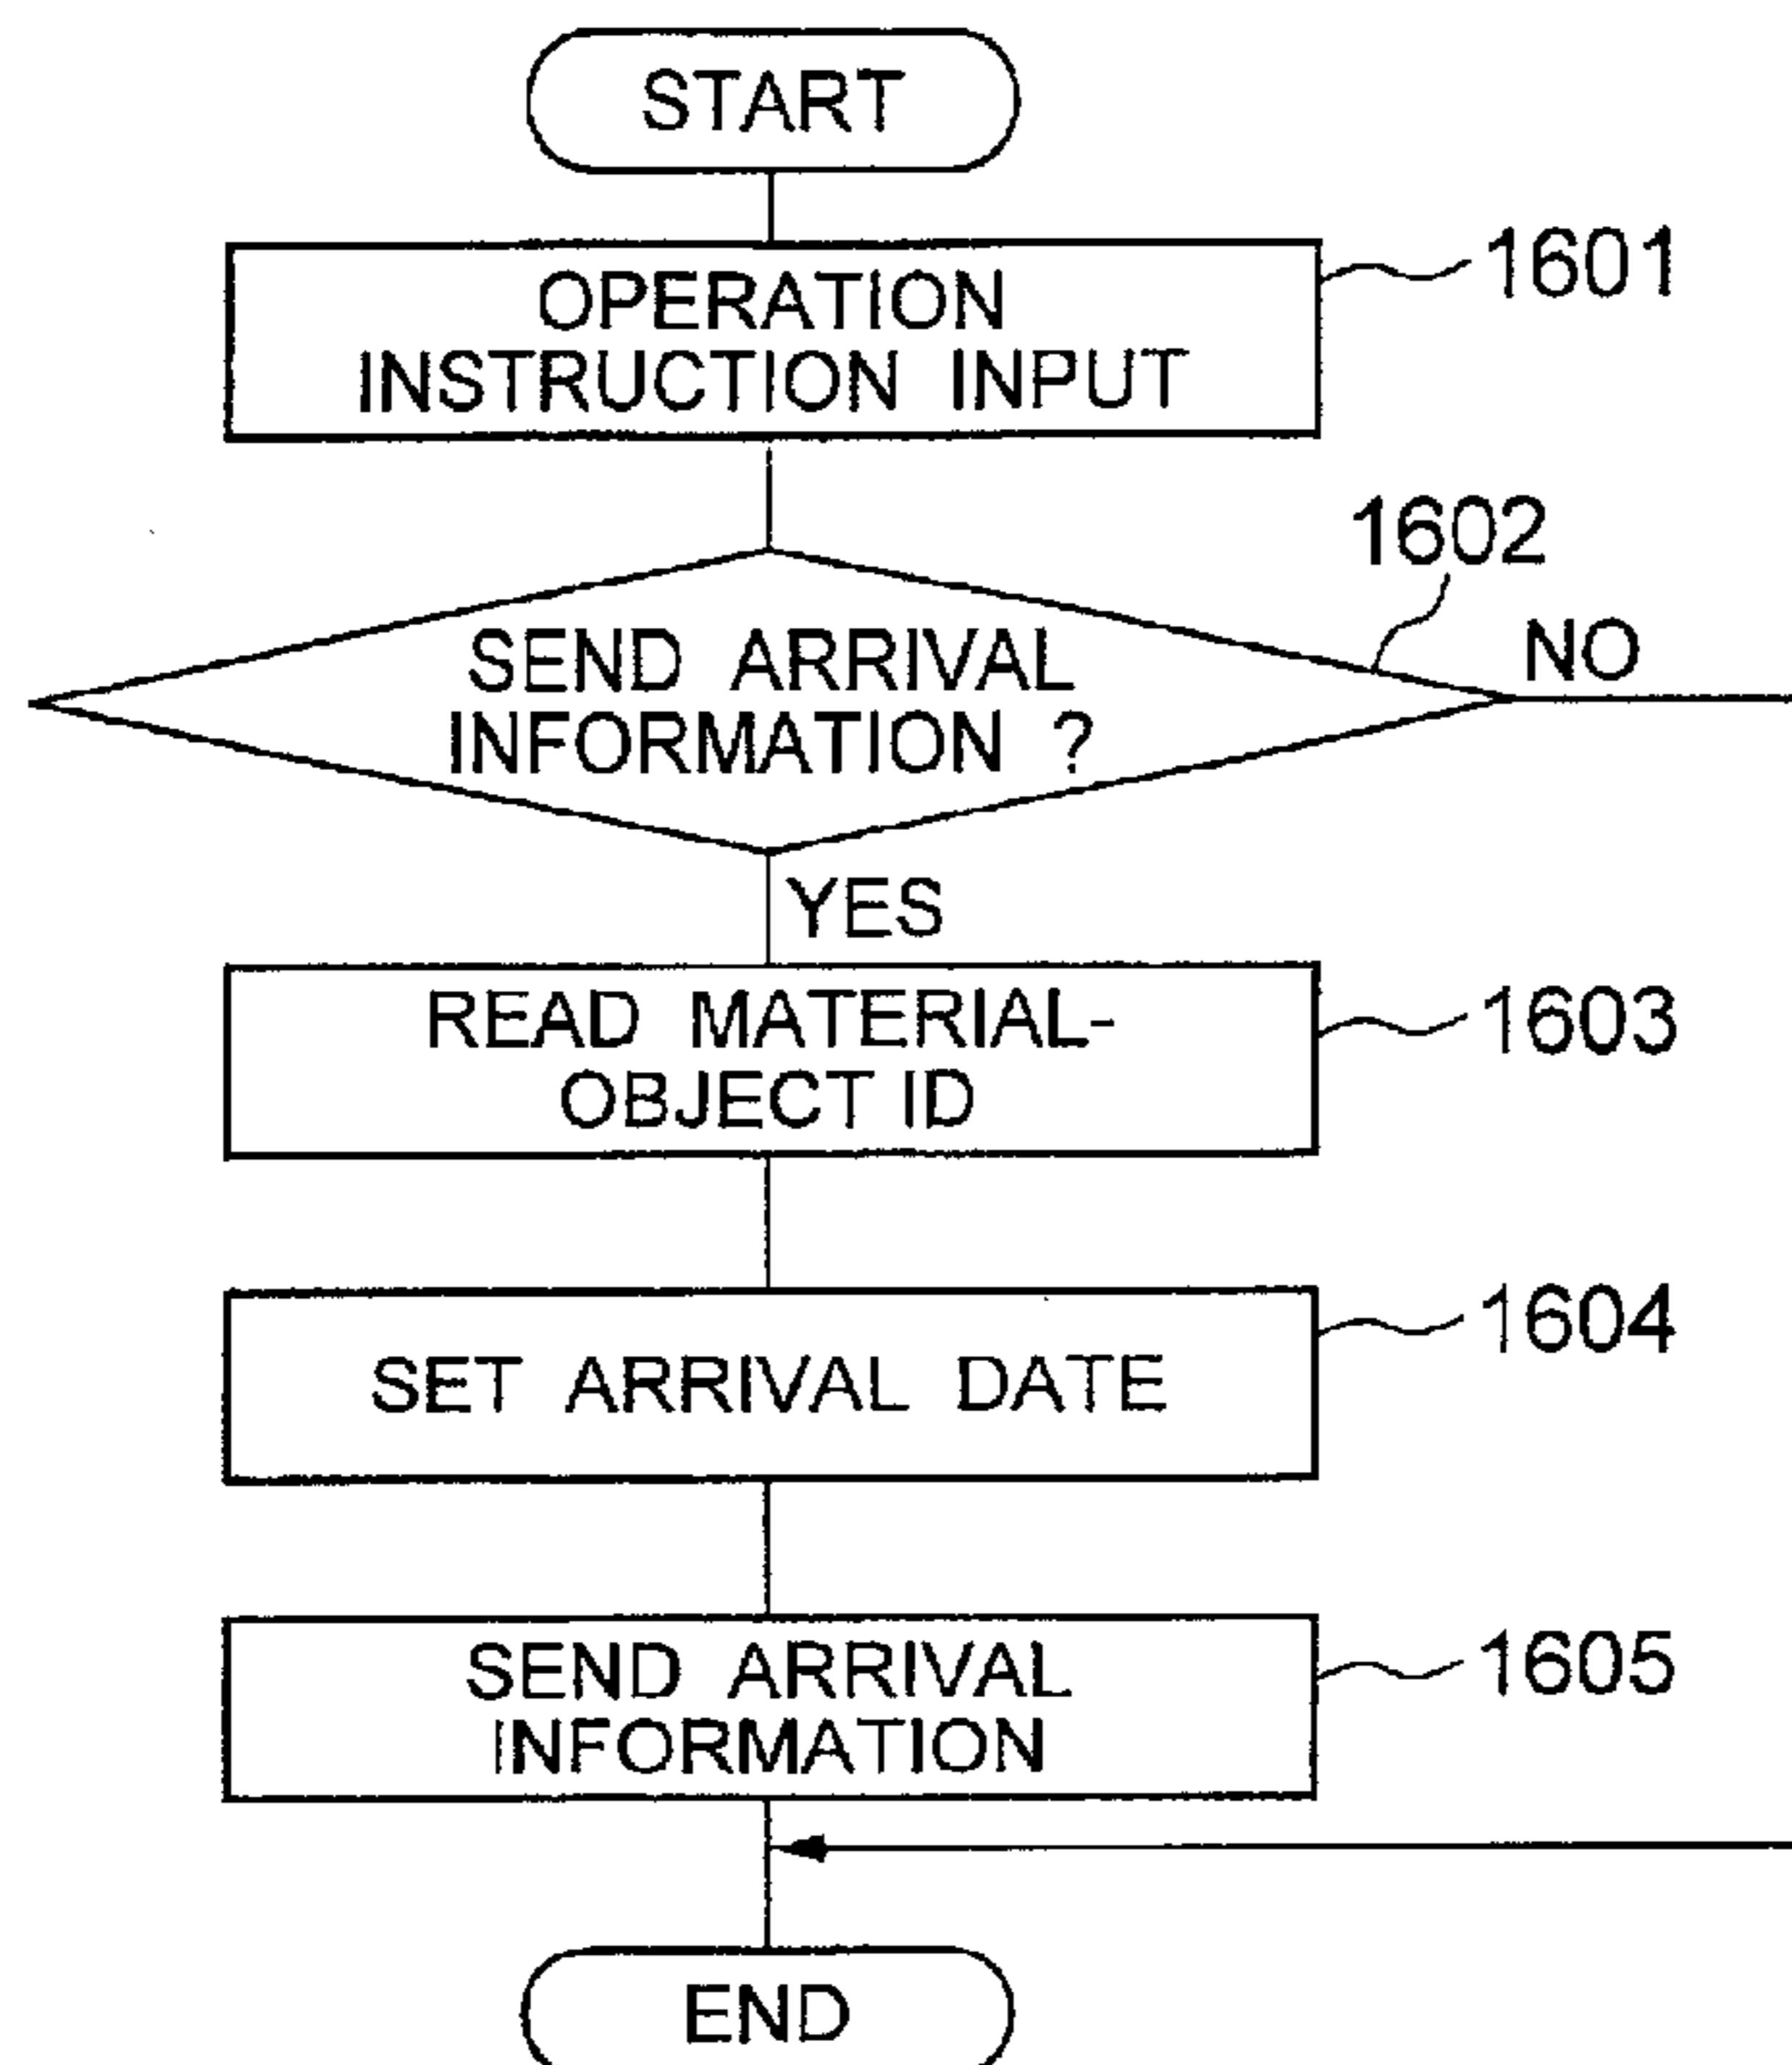 START
OPERATION
INSTRUCTION INPUT
1601
1602
SEND ARRIVAL
INFORMATION ?
NO
YES
READ MATERIAL-
OBJECT ID
1603
SET ARRIVAL DATE
1604
SEND ARRIVAL
INFORMATION
1605
END